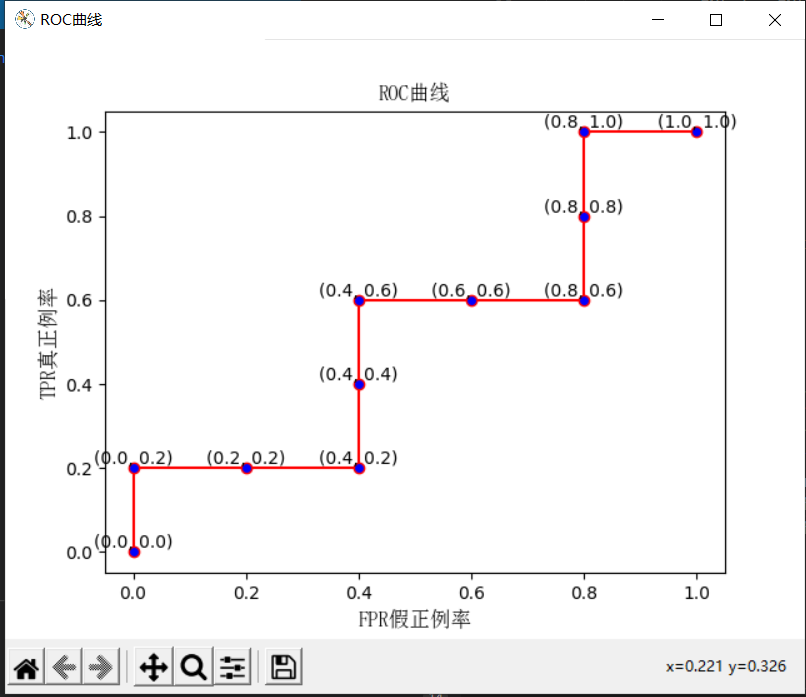 ROC曲线
ROC曲线
(0.8, 1.0) (1.0, 1.0)
1.0
(0.8, 0.8)
0.8
(0.4, 0.6) (0.6, 0.6) (0.8, 0.6)
0.6
(0.4, 0.4)
0.4
(0.0, 0.2) (0.2, 0.2) (0.4, 0.2)
0.2
(0.0, 0.0)
0.0
TPR真正例率
0.0 0.2 0.4 0.6 0.8 1.0
FPR假正例率
x=0.221 y=0.326